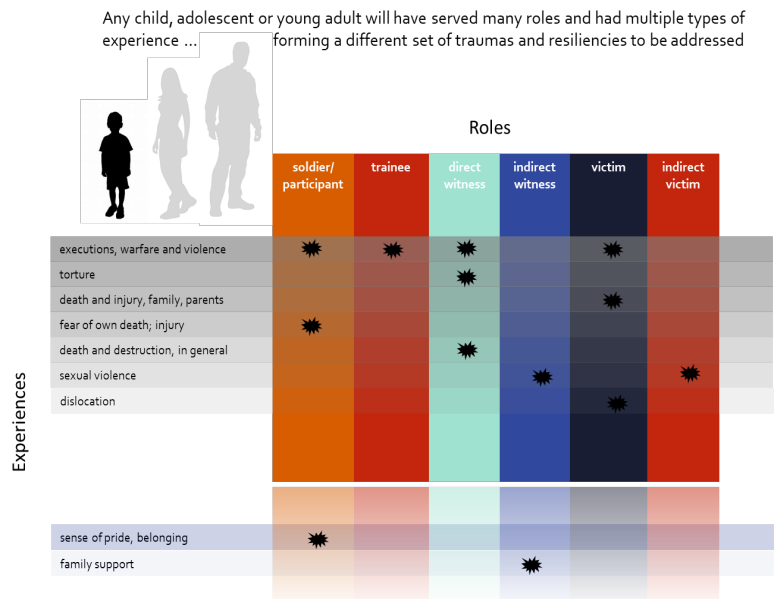 Any child, adolescent or young adult will have served many roles and had multiple types of
experience ... forming a different set of traumas and resiliencies to be addressed
Roles
soldier/
participant
trainee
direct
witness
indirect
witness
victim
indirect
victim
Experiences
executions, warfare and violence
torture
death and injury, family, parents
fear of own death; injury
death and destruction, in general
sexual violence
dislocation
sense of pride, belonging
family support